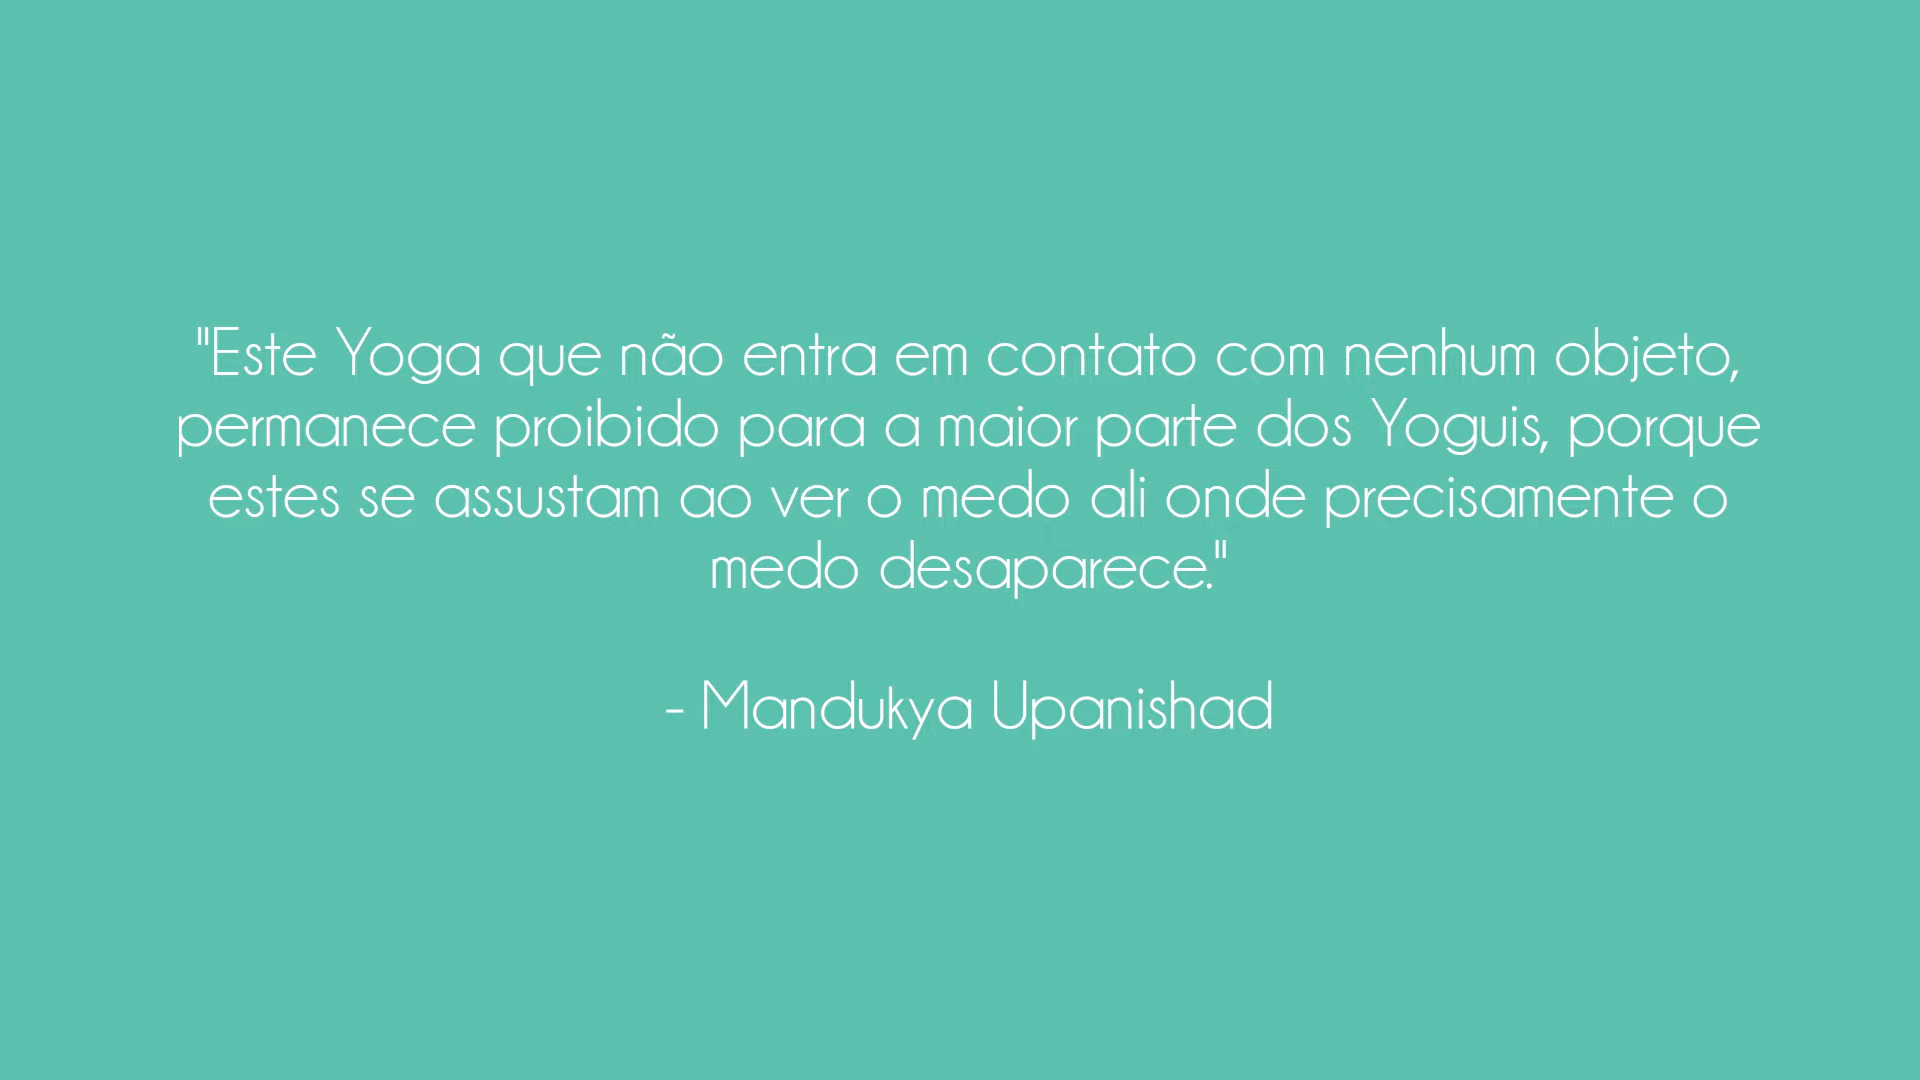 "Este Yoga que não entra em contato com nenhum objeto,
permanece proibido para a maior parte dos Yoguis, porque
estes se assustam ao ver o medo ali onde precisamente o
medo desaparece."
- Mandukya Upanishad